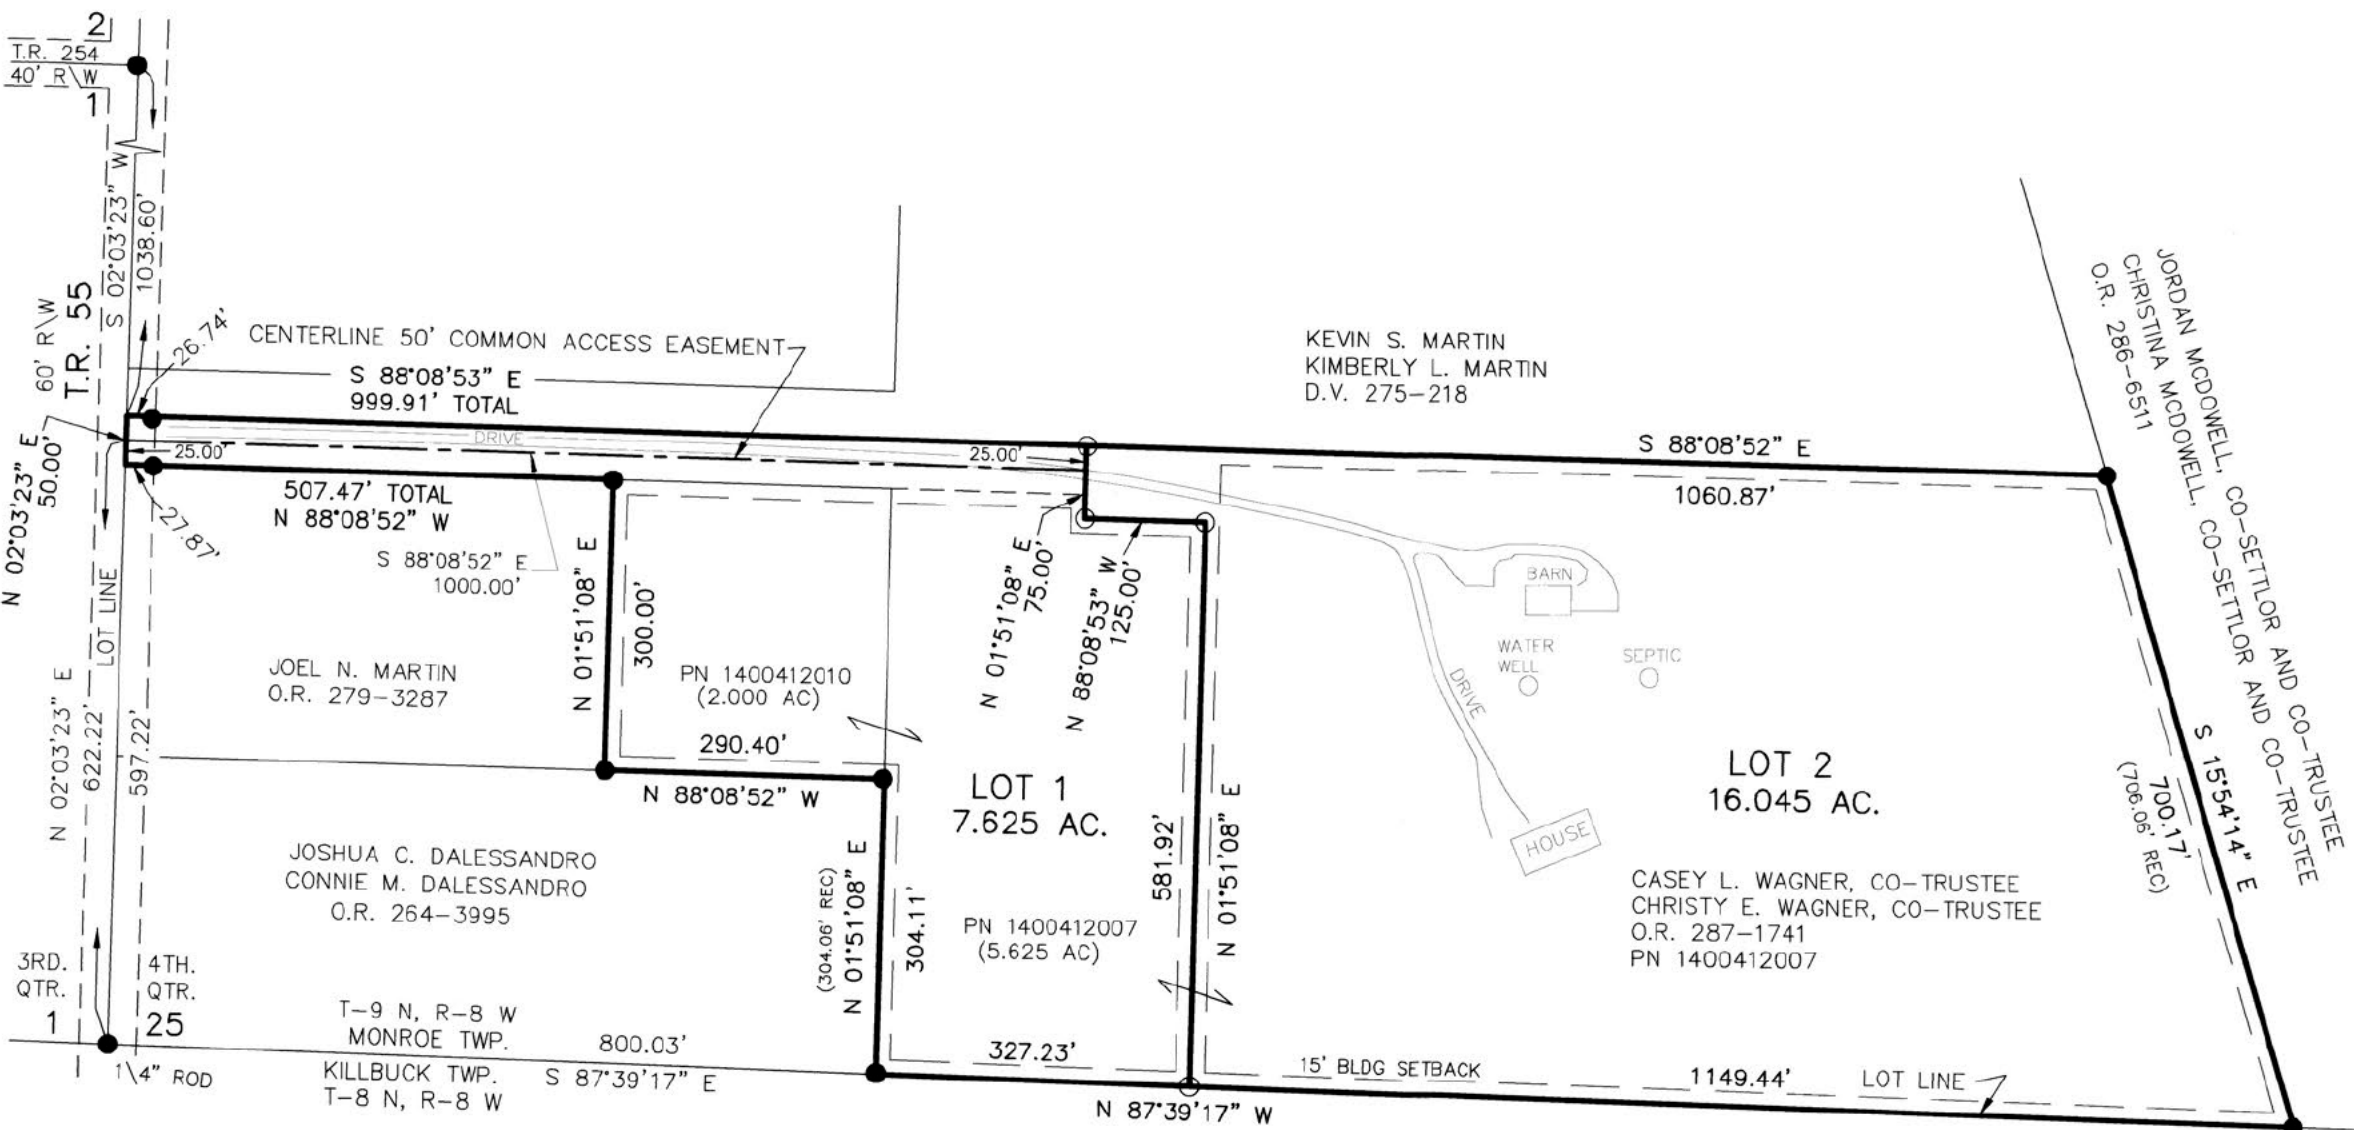 2
T.R. 254
40' R\W
1
S 02°03'23" W
1038.60'
60' R\W
T.R. 55
26.74'
CENTERLINE 50' COMMON ACCESS EASEMENT
S 88°08'53" E
999.91' TOTAL
KEVIN S. MARTIN
KIMBERLY L. MARTIN
D.V. 275-218
JORDAN MCDOWELL, CO-SETTLOR AND CO-TRUSTEE
CHRISTINA MCDOWELL, CO-SETTLOR AND CO-TRUSTEE
O.R. 286-6511
N 02°03'23" E
50.00'
25.00'
DRIVE
25.00'
S 88°08'52" E
1060.87'
507.47' TOTAL
N 88°08'52" W
27.87'
S 88°08'52" E
1000.00'
LOT LINE
N 01°51'08" E
300.00'
N 01°51'08" E
75.00'
N 88°08'53" W
125.00'
BARN
WATER
WELL
SEPTIC
DRIVE
HOUSE
JOEL N. MARTIN
O.R. 279-3287
PN 1400412010
(2.000 AC)
290.40'
N 88°08'52" W
N 02°03'23" E
622.22'
597.22'
LOT 1
7.625 AC.
LOT 2
16.045 AC.
S 15°54'14" E
700.17'
(706.06' REC)
581.92'
N 01°51'08" E
JOSHUA C. DALESSANDRO
CONNIE M. DALESSANDRO
O.R. 264-3995
(304.06' REC)
N 01°51'08" E
304.11'
PN 1400412007
(5.625 AC)
CASEY L. WAGNER, CO-TRUSTEE
CHRISTY E. WAGNER, CO-TRUSTEE
O.R. 287-1741
PN 1400412007
3RD.
QTR.
1
4TH.
QTR.
25
T-9 N, R-8 W
MONROE TWP.
800.03'
327.23'
15' BLDG SETBACK
1149.44'
LOT LINE
1\4" ROD
KILLBUCK TWP.
T-8 N, R-8 W
S 87°39'17" E
N 87°39'17" W